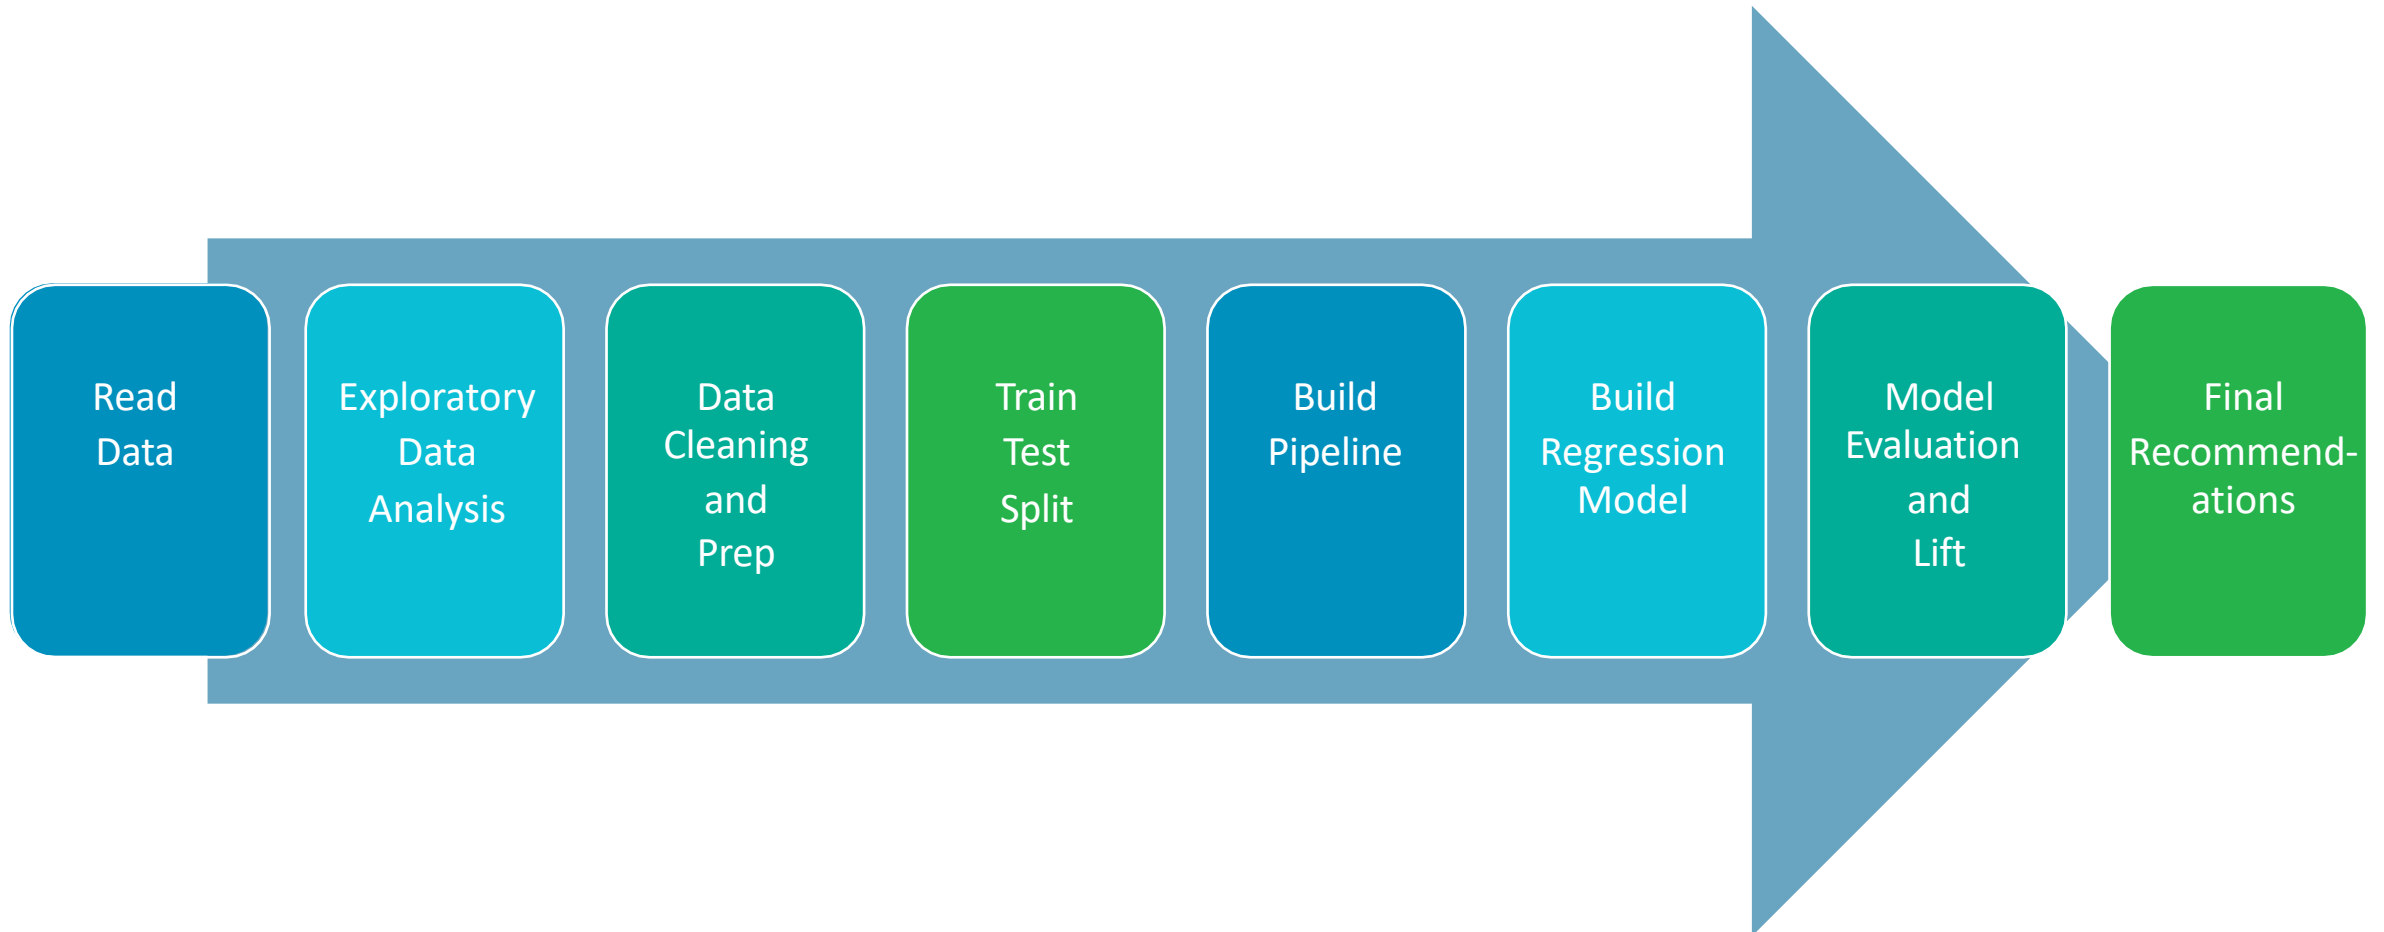 Read
Data
Exploratory
Data
Analysis
Data
Cleaning
and
Prep
Train
Test
Split
Build
Pipeline
Build
Regression
Model
Model
Evaluation
and
Lift
Final
Recommend-
ations